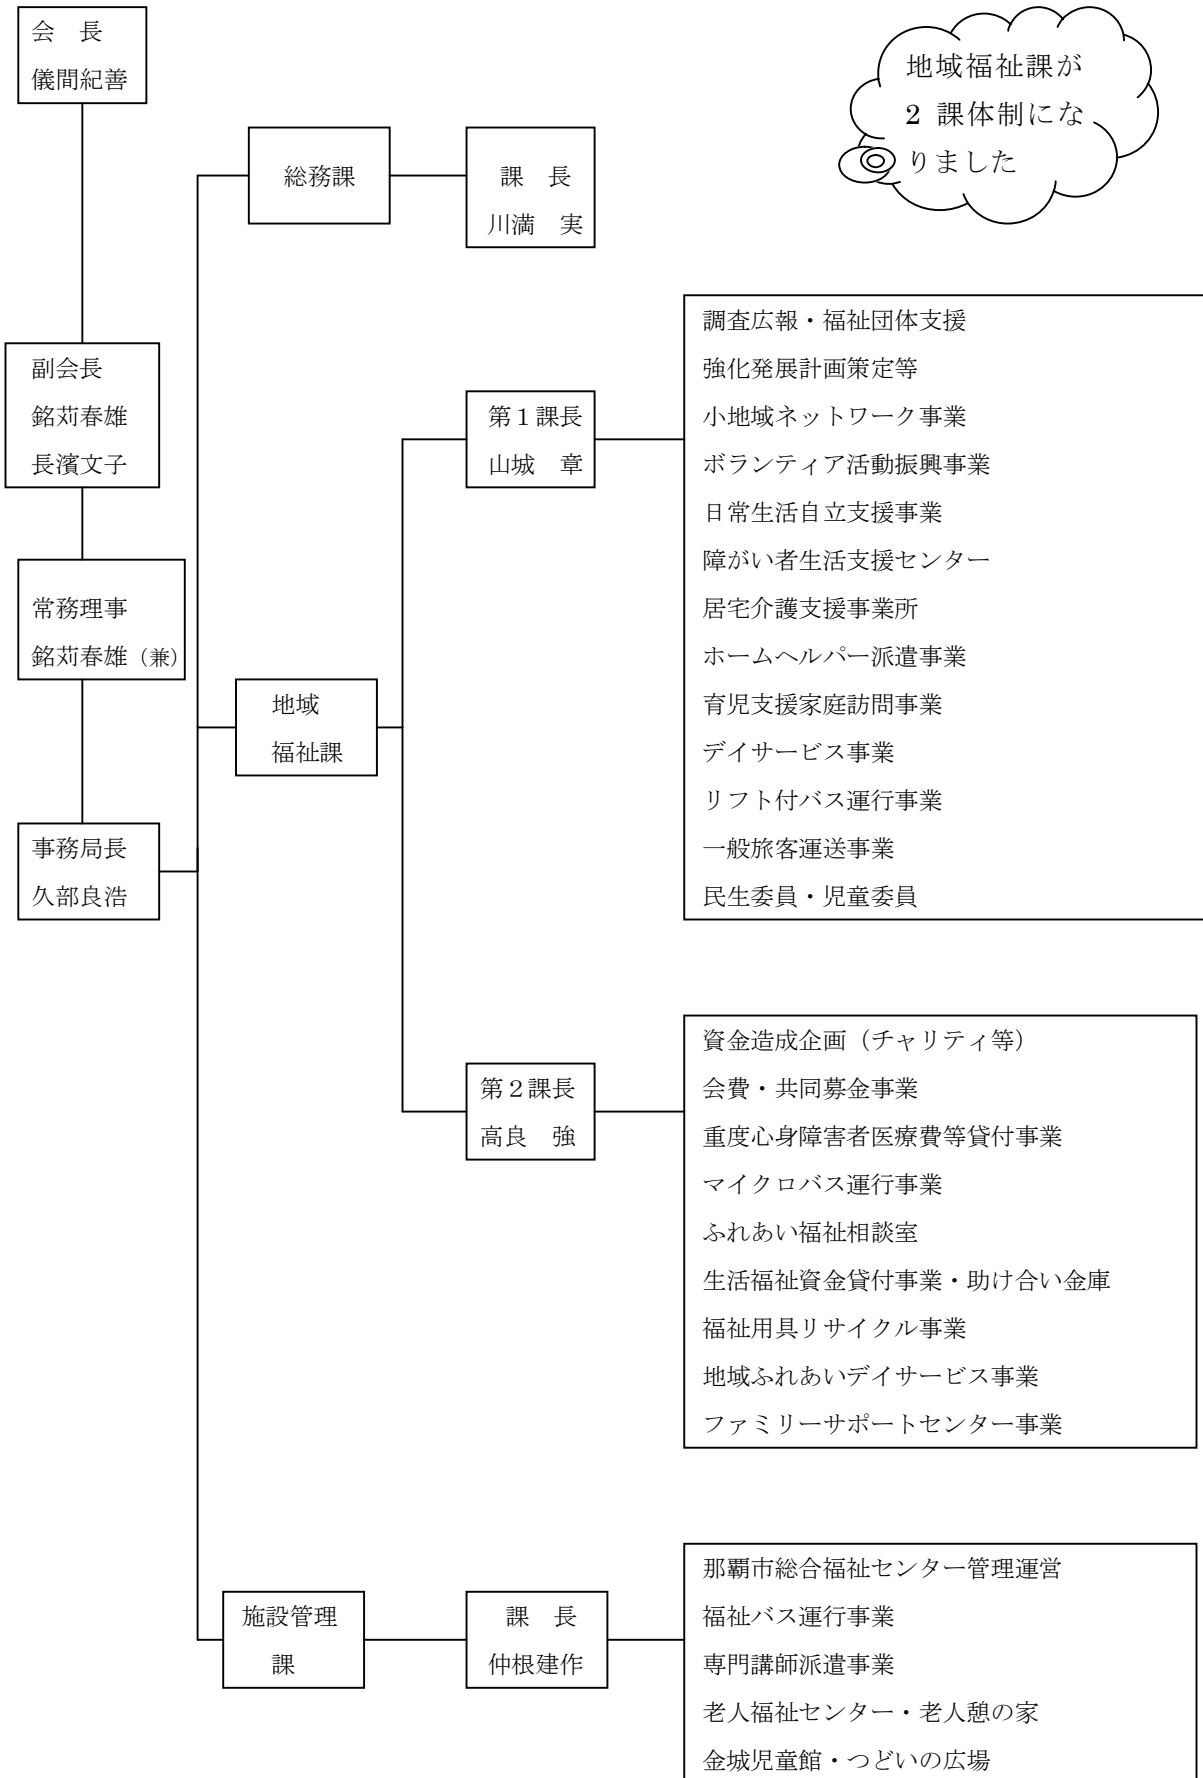 会　長
儀間紀善
地域福祉課が
2 課体制にな
りました
総務課
課　長
川満　実
副会長
銘苅春雄
長濱文子
常務理事
銘苅春雄（兼）
事務局長
久部良浩
地域
福祉課
第１課長
山城　章
調査広報・福祉団体支援
強化発展計画策定等
小地域ネットワーク事業
ボランティア活動振興事業
日常生活自立支援事業
障がい者生活支援センター
居宅介護支援事業所
ホームヘルパー派遣事業
育児支援家庭訪問事業
デイサービス事業
リフト付バス運行事業
一般旅客運送事業
民生委員・児童委員
第２課長
高良　強
資金造成企画（チャリティ等）
会費・共同募金事業
重度心身障害者医療費等貸付事業
マイクロバス運行事業
ふれあい福祉相談室
生活福祉資金貸付事業・助け合い金庫
福祉用具リサイクル事業
地域ふれあいデイサービス事業
ファミリーサポートセンター事業
施設管理
課
課　長
仲根建作
那覇市総合福祉センター管理運営
福祉バス運行事業
専門講師派遣事業
老人福祉センター・老人憩の家
金城児童館・つどいの広場